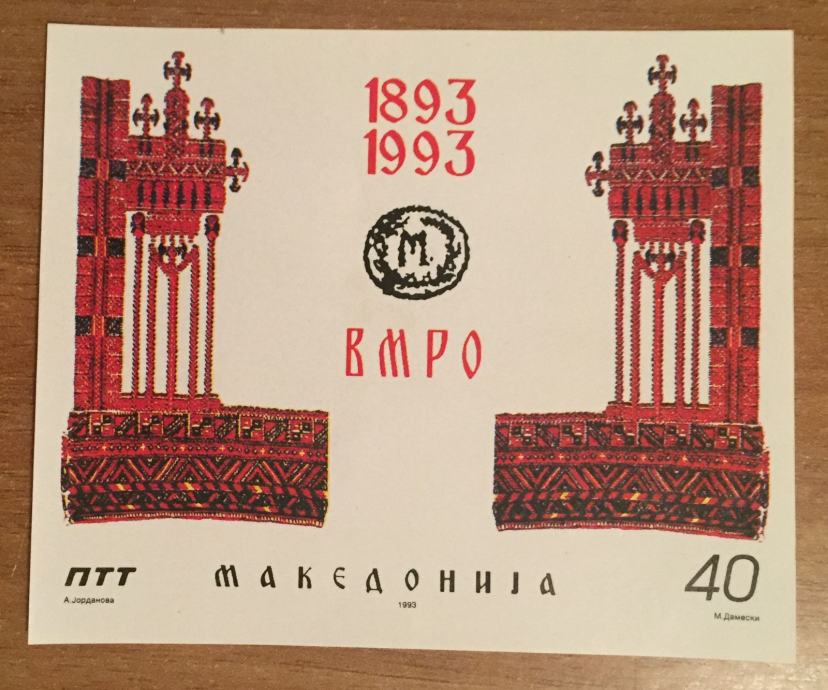 1893
1993
М
ВМРО
ПТТ МАКЕДОНИЈА 40
А.Јорданова 1993 М.Дамески